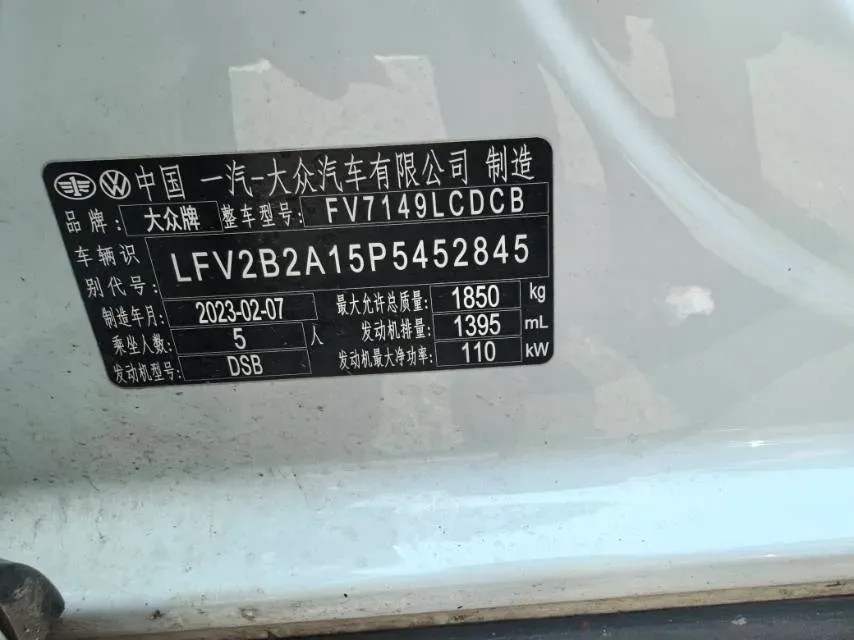 中国 一汽-大众汽车有限公司 制造
品牌: 大众牌 整车型号: FV7149LCDCB
车辆识别代号: LFV2B2A15P5452845
制造年月: 2023-02-07 最大允许总质量: 1850 kg
乘坐人数: 5 人 发动机排量: 1395 mL
发动机型号: DSB 发动机最大净功率: 110 kW